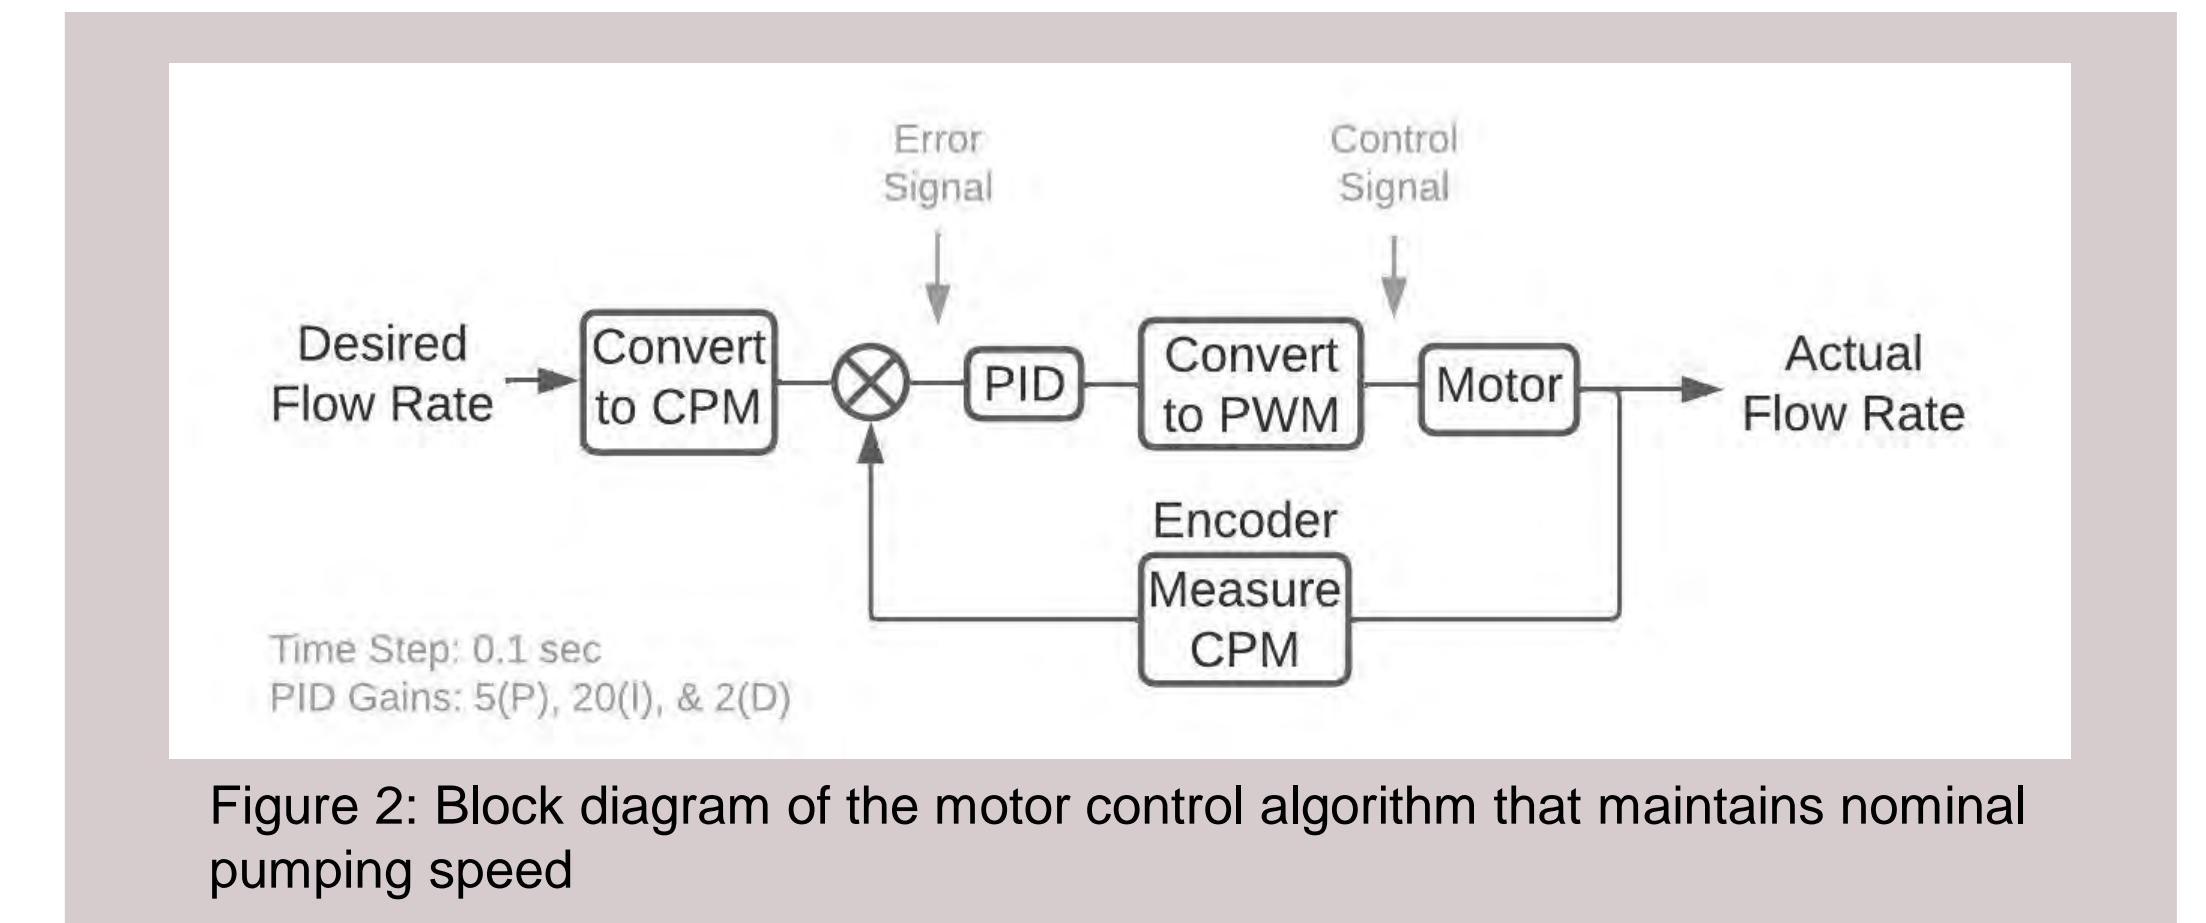 Error
Signal
Control
Signal
Desired
Flow Rate
Convert
to CPM
PID
Convert
to PWM
Motor
Actual
Flow Rate
Encoder
Measure
CPM
Time Step: 0.1 sec
PID Gains: 5(P), 20(I), & 2(D)
Figure 2: Block diagram of the motor control algorithm that maintains nominal
pumping speed